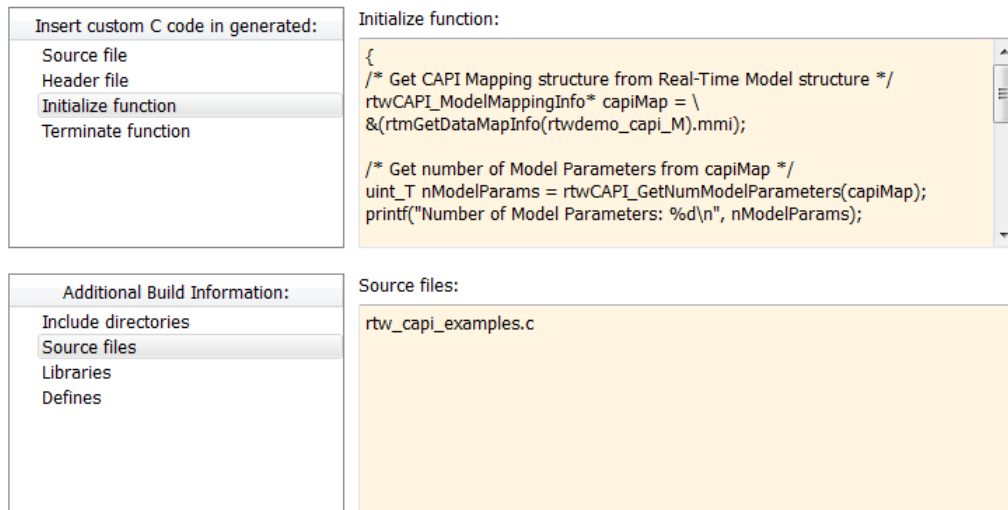 Insert custom C code in generated:
Source file
Header file
Initialize function
Terminate function
Initialize function:
{
/* Get CAPI Mapping structure from Real-Time Model structure */
rtwCAPI_ModelMappingInfo* capiMap = \
&(rtmGetDataMapInfo(rtwdemo_capi_M).mmi);
/* Get number of Model Parameters from capiMap */
uint_T nModelParams = rtwCAPI_GetNumModelParameters(capiMap);
printf("Number of Model Parameters: %d\n", nModelParams);
Additional Build Information:
Include directories
Source files
Libraries
Defines
Source files:
rtw_capi_examples.c